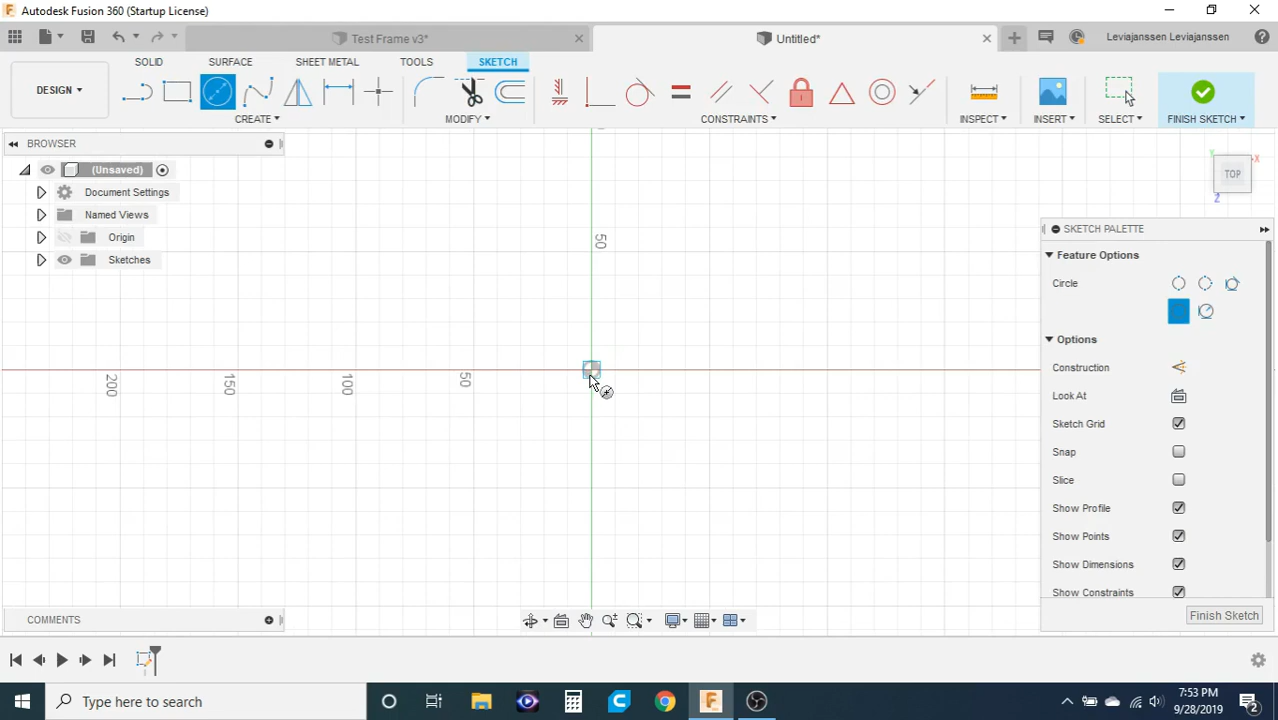 Autodesk Fusion 360 (Startup License)
Test Frame v3*
Untitled*
Leviajanssen Leviajanssen
SOLID
SURFACE
SHEET METAL
TOOLS
SKETCH
DESIGN
CREATE
MODIFY
CONSTRAINTS
INSPECT
INSERT
SELECT
FINISH SKETCH
BROWSER
(Unsaved)
Document Settings
Named Views
Origin
Sketches
Y
X
TOP
Z
50
200
150
100
50
SKETCH PALETTE
Feature Options
Circle
Options
Construction
Look At
Sketch Grid
Snap
Slice
Show Profile
Show Points
Show Dimensions
Show Constraints
Finish Sketch
COMMENTS
Type here to search
7:53 PM
9/28/2019
2